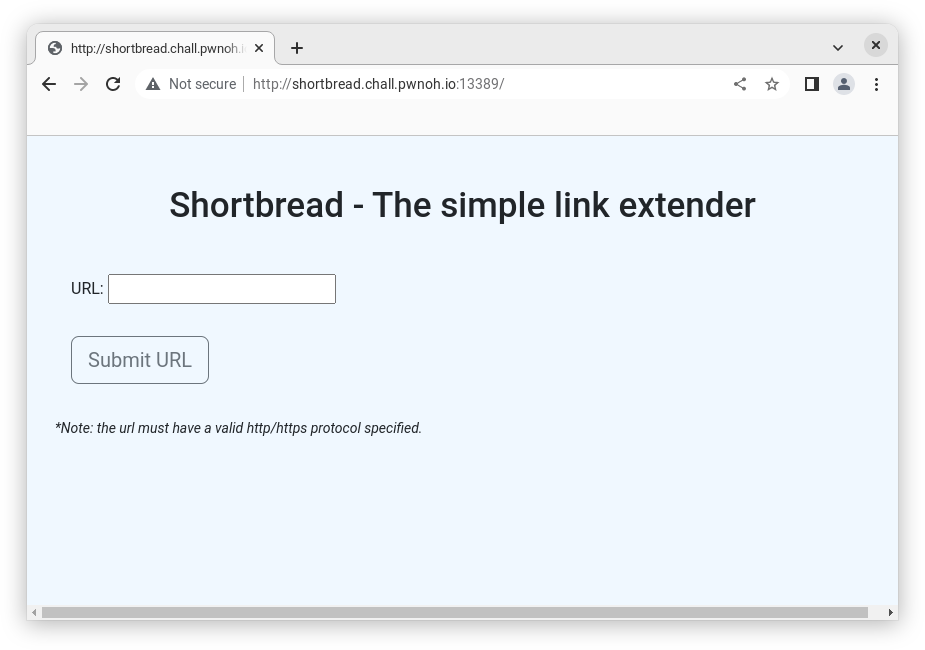 http://shortbread.chall.pwnoh.i
Not secure http://shortbread.chall.pwnoh.io:13389/
Shortbread - The simple link extender
URL:
Submit URL
*Note: the url must have a valid http/https protocol specified.